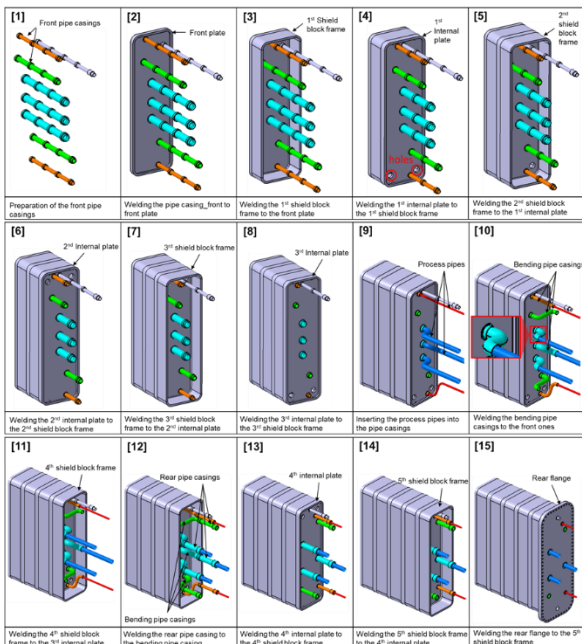 [1]
Front pipe casings
Preparation of the front pipe
casings
[2]
Front plate
Welding the pipe casing_front to
front plate
[3]
1st Shield
block frame
Welding the 1st shield block
frame to the front plate
[4]
1st
Internal
plate
holes
Welding the 1st internal plate to
the 1st shield block frame
[5]
2nd
shield
block
frame
Welding the 2nd shield block
frame to the 1st internal plate
[6]
2nd Internal plate
Welding the 2nd internal plate to
the 2nd shield block frame
[7]
3rd shield block frame
Welding the 3rd shield block
frame to the 2nd internal plate
[8]
3rd Internal plate
Welding the 3rd internal plate to
the 3rd shield block frame
[9]
Process pipes
Inserting the process pipes into
the pipe casings
[10]
Bending pipe casings
Welding the bending pipe
casings to the front ones
[11]
4th shield block frame
Welding 4th shield block
frame to the 3rd internal plate
[12]
Rear pipe casings
Bending pipe casings
Welding the rear pipe casing to
the bending pipe casing
[13]
4th internal plate
Welding the 4th internal plate to
the 4th shield block frame
[14]
5th shield block frame
Welding the 5th shield block frame
to the 4th internal plate
[15]
Rear flange
Welding the rear flange to the 5th
shield block frame